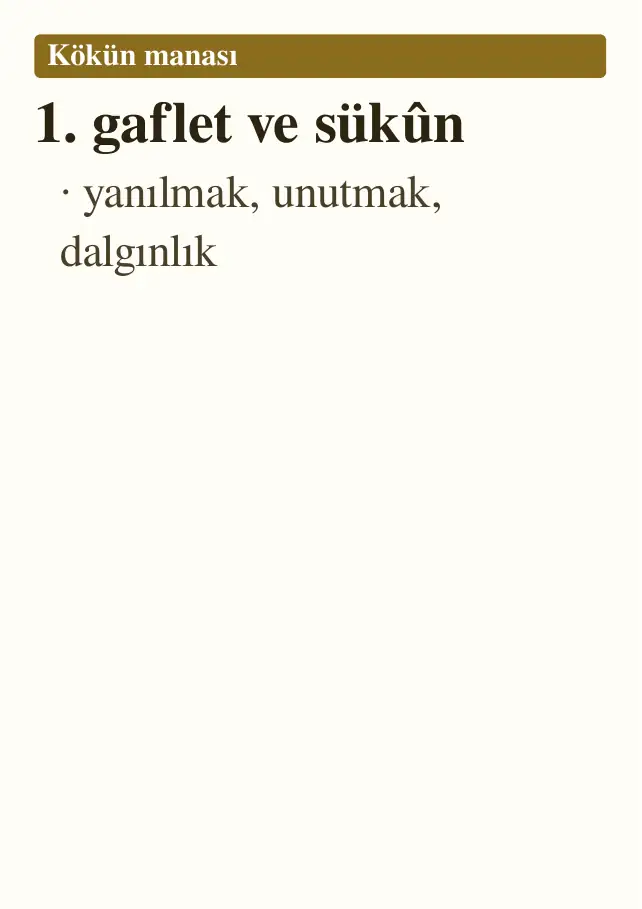 Kökün manası
1. gaflet ve sükûn
· yanılmak, unutmak,
dalgınlık